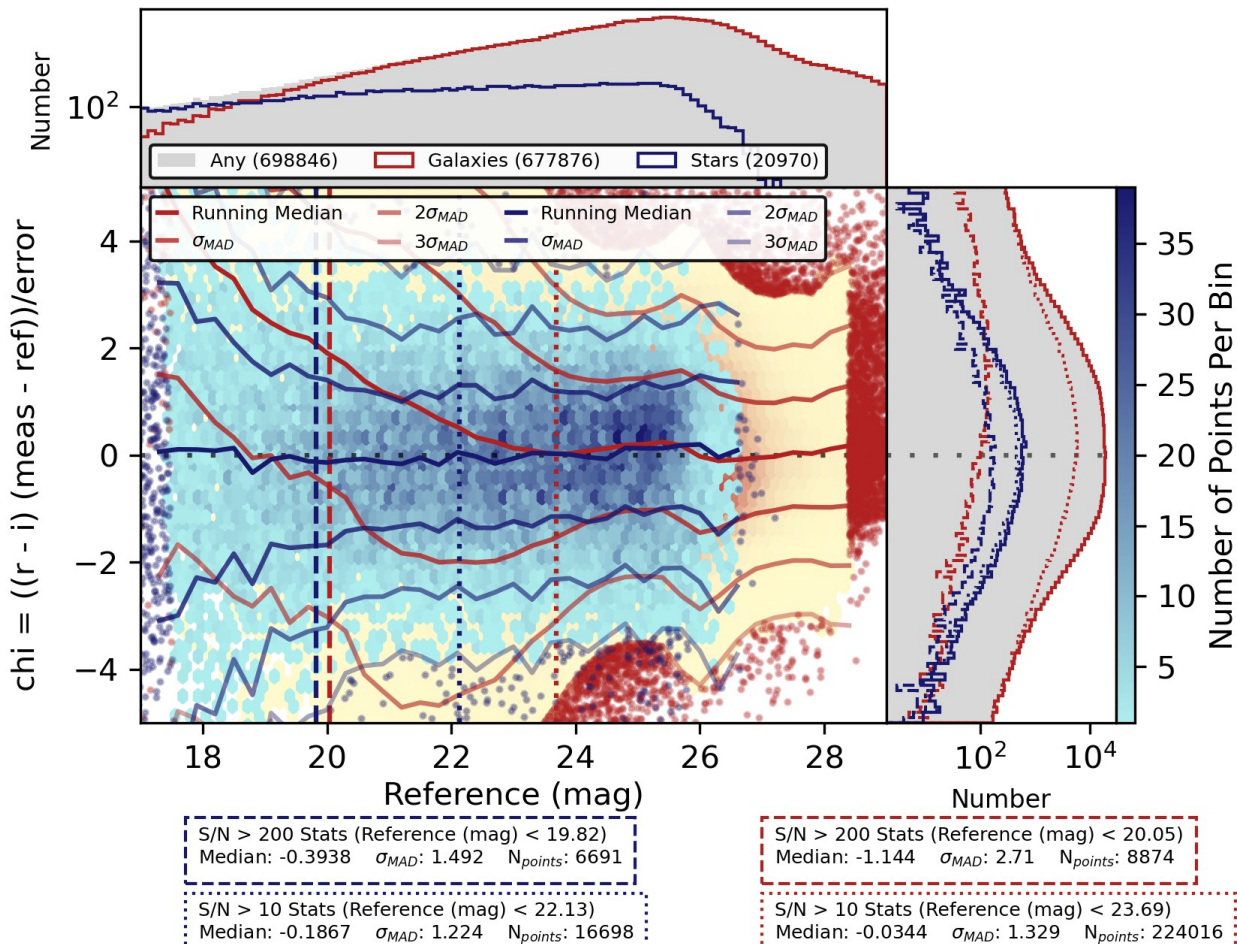 Number
10²
Any (698846) Galaxies (677876) Stars (20970)
Running Median 2σMAD Running Median 2σMAD
σMAD 3σMAD σMAD 3σMAD
chi = ((r - i) (meas - ref))/error
4
2
0
−2
−4
18 20 22 24 26 28
Reference (mag)
10² 10⁴
Number
35
30
25
20
15
10
5
Number of Points Per Bin
S/N > 200 Stats (Reference (mag) < 19.82)
Median: -0.3938 σMAD: 1.492 Npoints: 6691
S/N > 10 Stats (Reference (mag) < 22.13)
Median: -0.1867 σMAD: 1.224 Npoints: 16698
S/N > 200 Stats (Reference (mag) < 20.05)
Median: -1.144 σMAD: 2.71 Npoints: 8874
S/N > 10 Stats (Reference (mag) < 23.69)
Median: -0.0344 σMAD: 1.329 Npoints: 224016